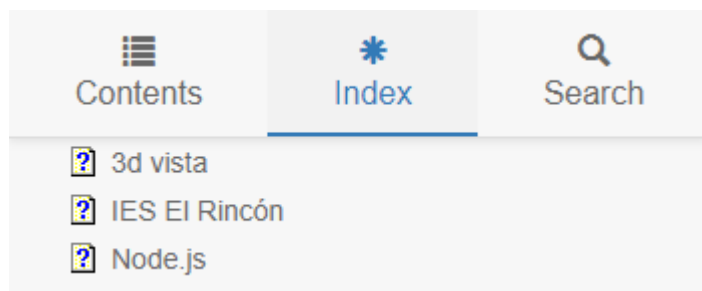 Contents Index Search
? 3d vista
? IES El Rincón
? Node.js